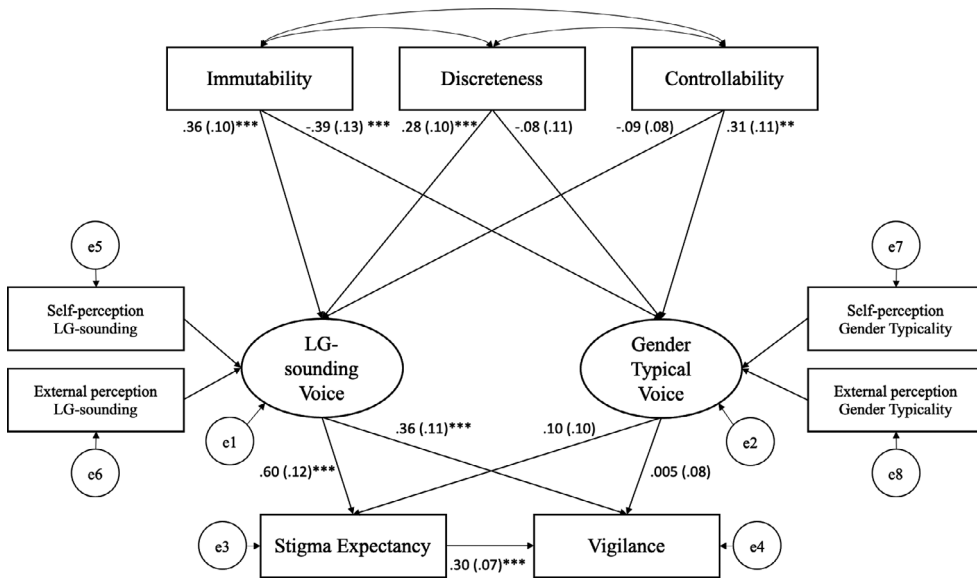 Immutability
Discreteness
Controllability
.36 (.10)***
-.39 (.13) ***
.28 (.10)***
-.08 (.11)
-.09 (.08)
.31 (.11)**
e5
e7
Self-perception
LG-sounding
LG-
sounding
Voice
Gender
Typical
Voice
Self-perception
Gender Typicality
External perception
LG-sounding
External perception
Gender Typicality
e1
e2
.36 (.11)***
.10 (.10)
e6
e8
.60 (.12)***
.005 (.08)
e3
Stigma Expectancy
.30 (.07)***
Vigilance
e4